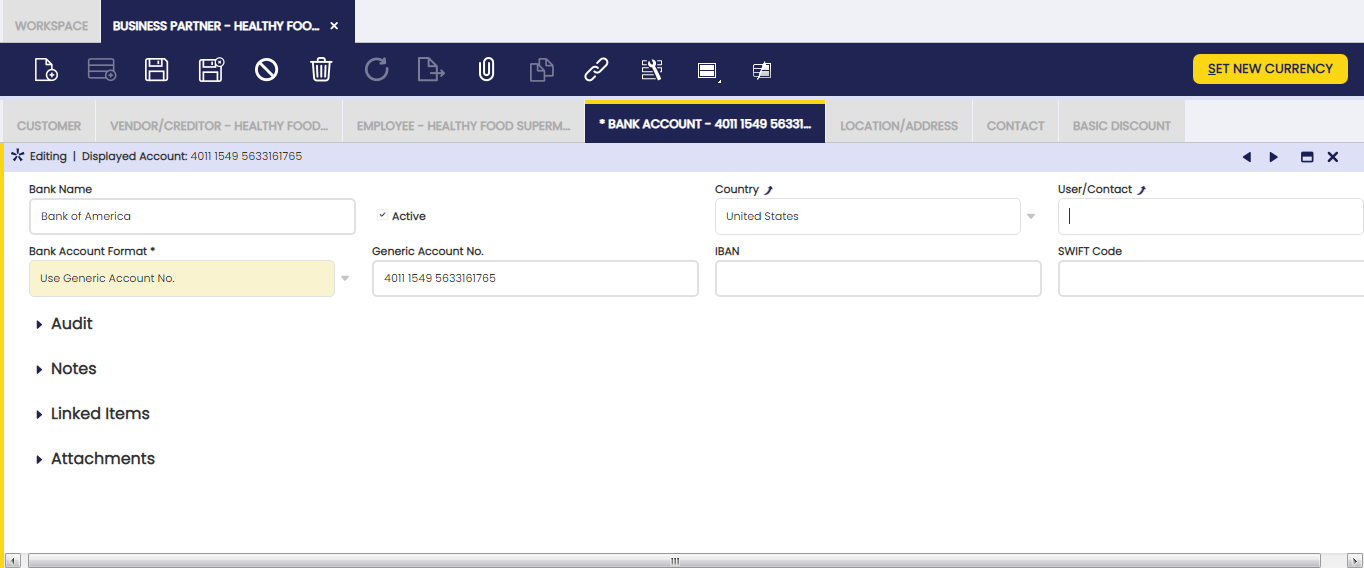 WORKSPACE
BUSINESS PARTNER - HEALTHY FOO...
SET NEW CURRENCY
CUSTOMER
VENDOR/CREDITOR - HEALTHY FOOD...
EMPLOYEE - HEALTHY FOOD SUPERM...
* BANK ACCOUNT - 4011 1549 56331...
LOCATION/ADDRESS
CONTACT
BASIC DISCOUNT
Editing | Displayed Account: 4011 1549 5633161765
Bank Name
Country
User/Contact
Bank of America
Active
United States
Bank Account Format *
Generic Account No.
IBAN
SWIFT Code
Use Generic Account No.
4011 1549 5633161765
Audit
Notes
Linked Items
Attachments